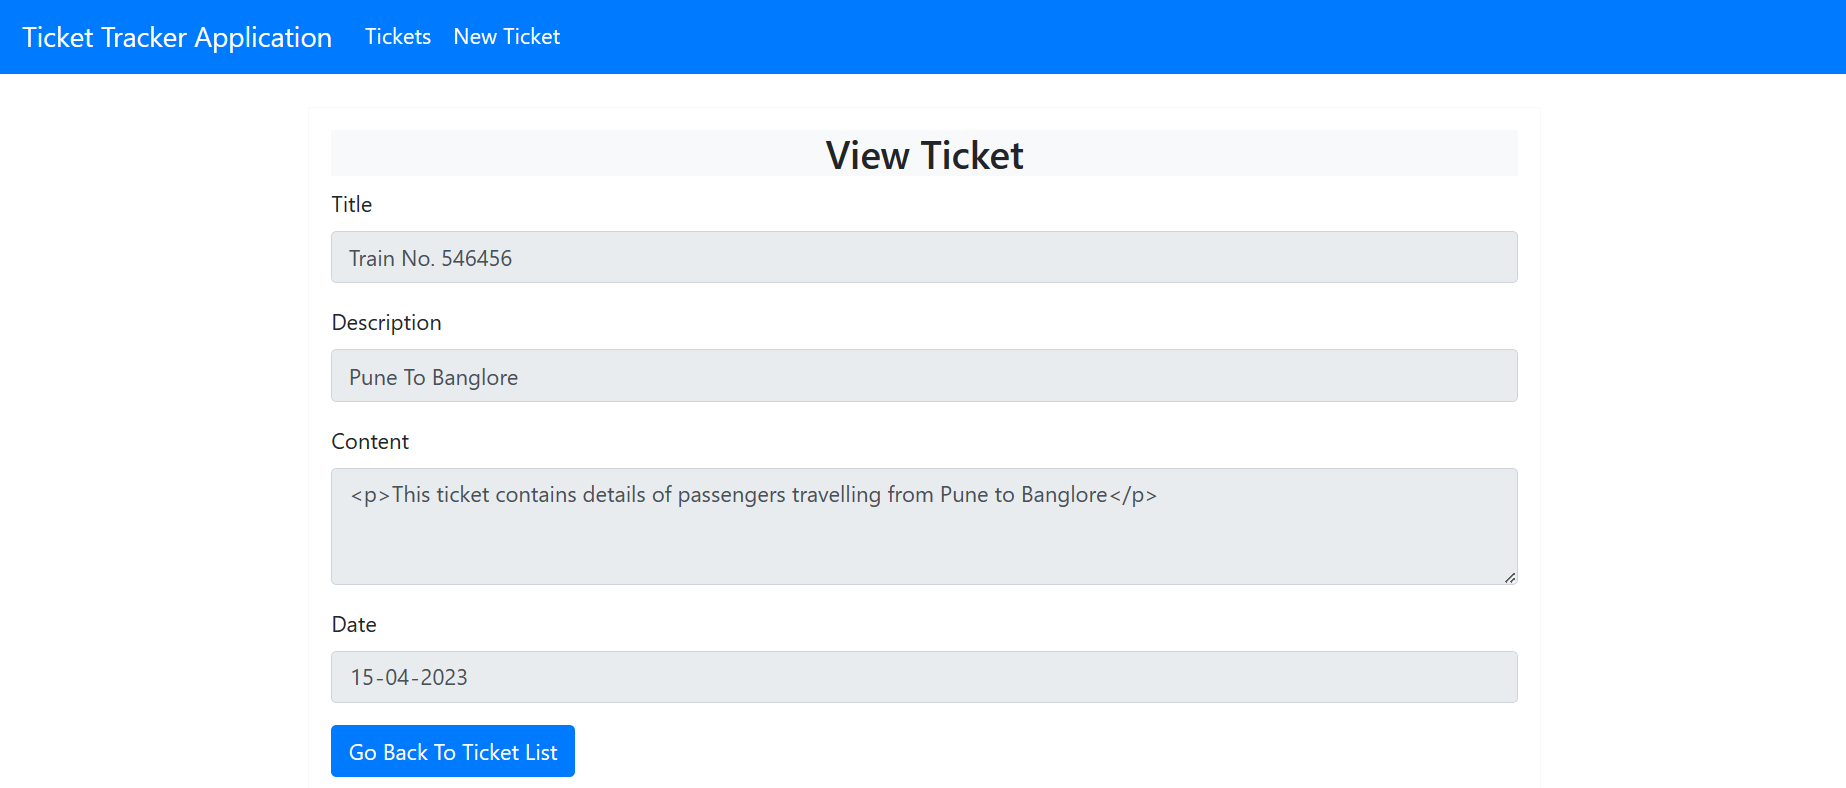 Ticket Tracker Application Tickets New Ticket
View Ticket
Title
Train No. 546456
Description
Pune To Banglore
Content
<p>This ticket contains details of passengers travelling from Pune to Banglore</p>
Date
15-04-2023
Go Back To Ticket List